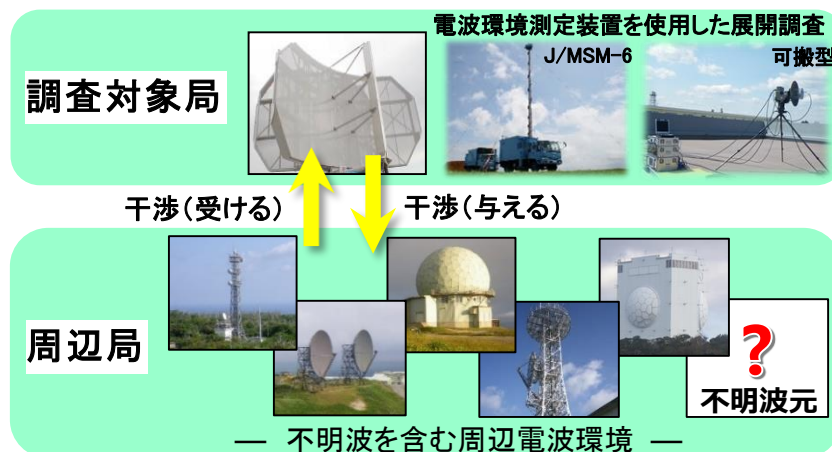 電波環境測定装置を使用した展開調査
J/MSM-6
可搬型
調査対象局
干渉(受ける)
干渉(与える)
周辺局
?
不明波元
― 不明波を含む周辺電波環境 ―